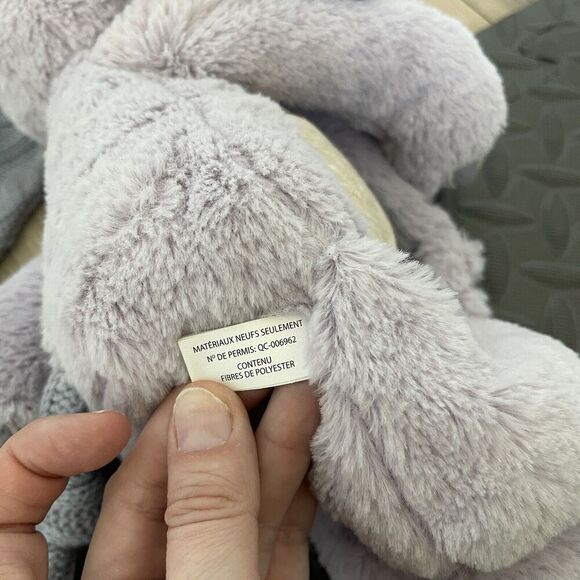 MATÉRIAUX NEUFS SEULEMENT
Nº DE PERMIS: QC-006962
CONTENU
FIBRES DE POLYESTER